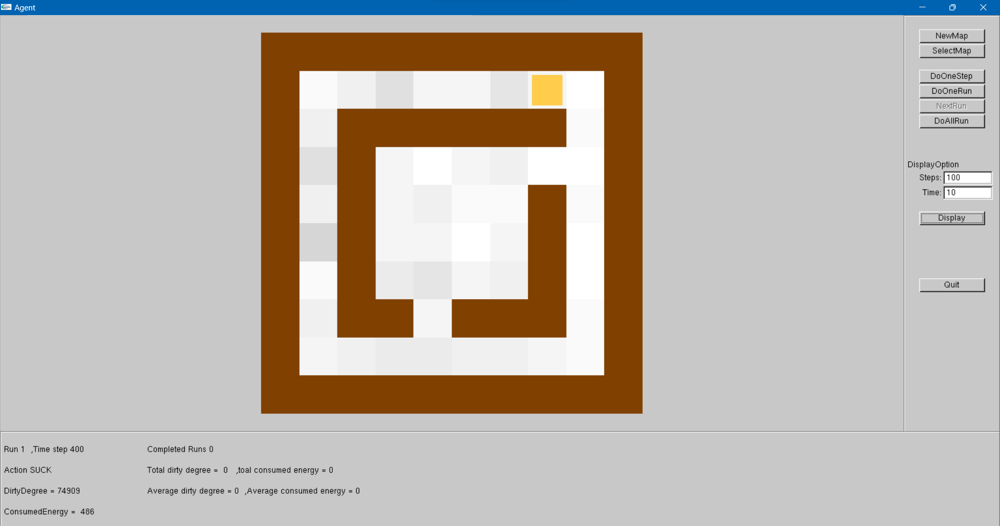 Agent
NewMap
SelectMap
DoOneStep
DoOneRun
NextRun
DoAllRun
DisplayOption
Steps: 100
Time: 10
Display
Quit
Run 1 ,Time step 400 Completed Runs 0
Action SUCK Total dirty degree = 0 ,toal consumed energy = 0
DirtyDegree = 74909 Average dirty degree = 0 ,Average consumed energy = 0
ConsumedEnergy = 486